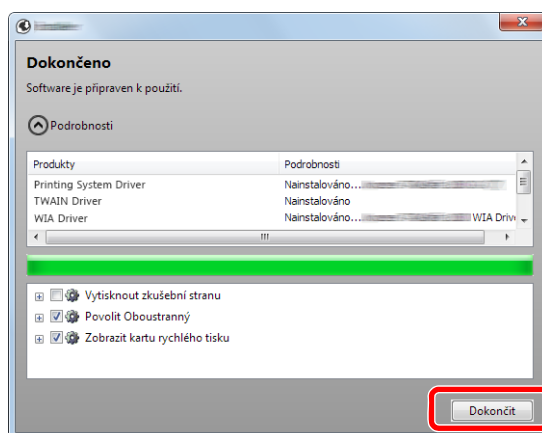 Dokončeno
Software je připraven k použití.
Podrobnosti
Produkty Podrobnosti
Printing System Driver Nainstalováno...
TWAIN Driver Nainstalováno
WIA Driver Nainstalováno... WIA Driv
Vytisknout zkušební stranu
Povolit Oboustranný
Zobrazit kartu rychlého tisku
Dokončit